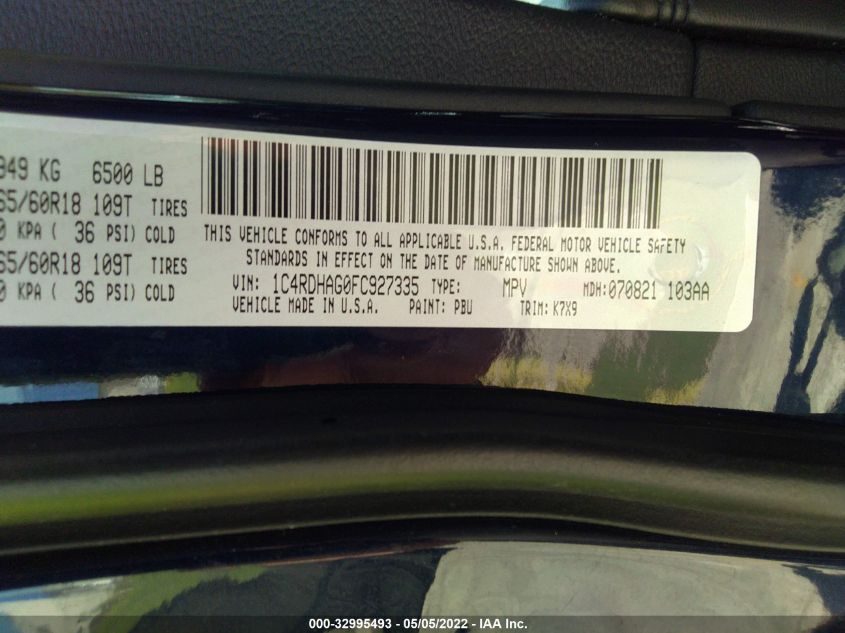 949 KG 6500 LB
65/60R18 109T TIRES
0 KPA ( 36 PSI) COLD
65/60R18 109T TIRES
0 KPA ( 36 PSI) COLD
THIS VEHICLE CONFORMS TO ALL APPLICABLE U.S.A. FEDERAL MOTOR VEHICLE SAFETY
STANDARDS IN EFFECT ON THE DATE OF MANUFACTURE SHOWN ABOVE.
VIN: 1C4RDHAG0FC927335 TYPE: MPV MDH:070821 103AA
VEHICLE MADE IN U.S.A. PAINT: PBU TRIM: K7X9
000-32995493 - 05/05/2022 - IAA Inc.